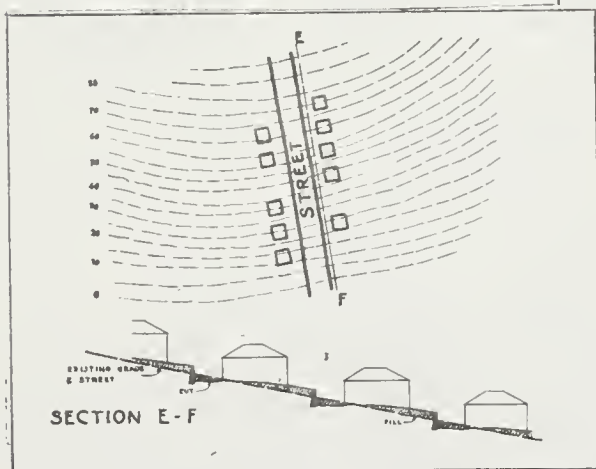 E
80
70
60
50
40
30
20
10
0
STREET
F
EXISTING GRADE
& STREET
CUT
FILL
SECTION E-F